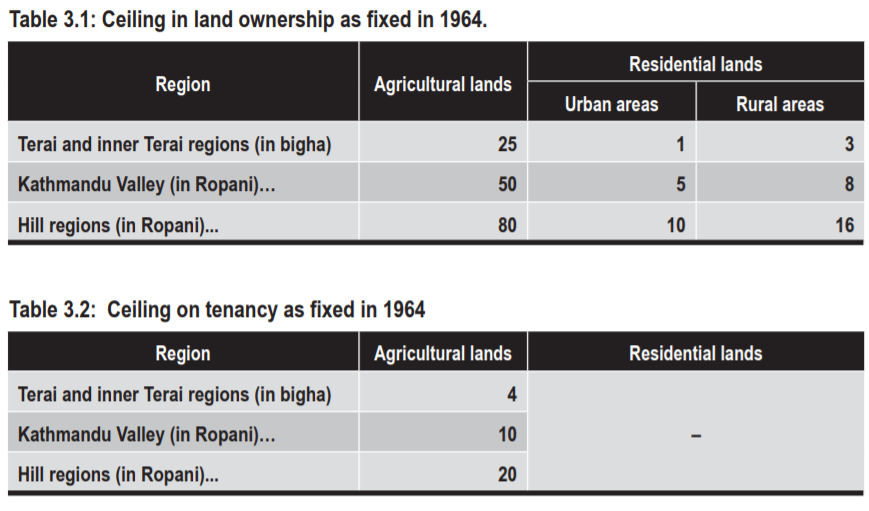 Table 3.1: Ceiling in land ownership as fixed in 1964.
Region Agricultural lands Residential lands
Urban areas Rural areas
Terai and inner Terai regions (in bigha) 25 1 3
Kathmandu Valley (in Ropani)… 50 5 8
Hill regions (in Ropani)... 80 10 16
Table 3.2: Ceiling on tenancy as fixed in 1964
Region Agricultural lands Residential lands
Terai and inner Terai regions (in bigha) 4
Kathmandu Valley (in Ropani)… 10 –
Hill regions (in Ropani)... 20